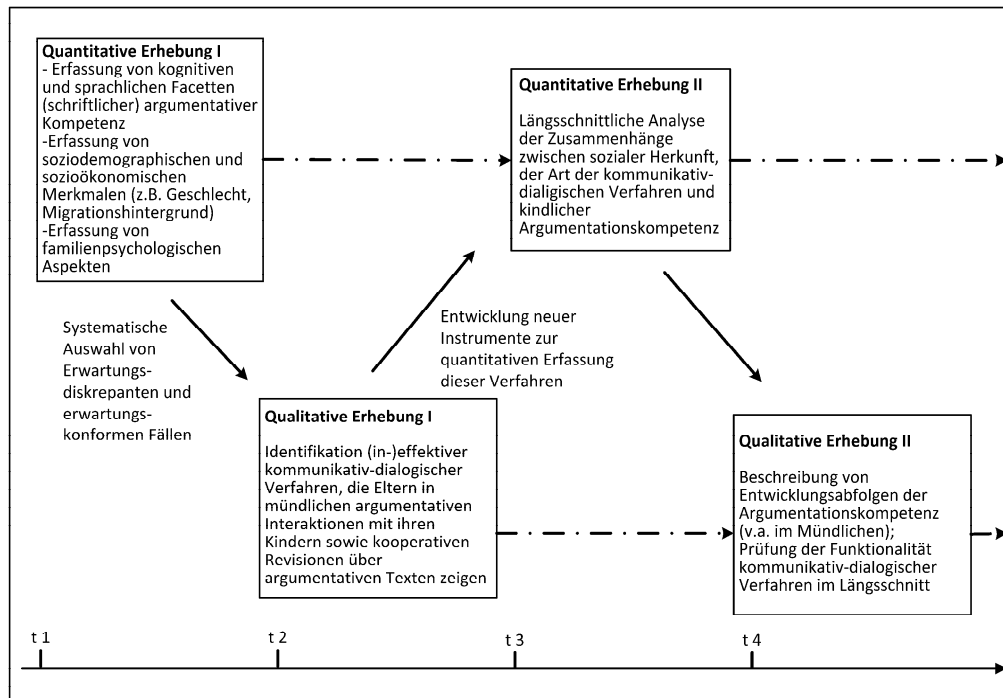 Quantitative Erhebung I
- Erfassung von kognitiven
und sprachlichen Facetten
(schriftlicher) argumentativer
Kompetenz
-Erfassung von
soziodemographischen und
sozioökonomischen
Merkmalen (z.B. Geschlecht,
Migrationshintergrund)
-Erfassung von
familienpsychologischen
Aspekten
Quantitative Erhebung II
Längsschnittliche Analyse
der Zusammenhänge
zwischen sozialer Herkunft,
der Art der kommunikativ-
dialigischen Verfahren und
kindlicher
Argumentationskompetenz
Systematische
Auswahl von
Erwartungs-
diskrepanten und
erwartungs-
konformen Fällen
Entwicklung neuer
Instrumente zur
quantitativen Erfassung
dieser Verfahren
Qualitative Erhebung I
Identifikation (in-)effektiver
kommunikativ-dialogischer
Verfahren, die Eltern in
mündlichen argumentativen
Interaktionen mit ihren
Kindern sowie kooperativen
Revisionen über
argumentativen Texten zeigen
Qualitative Erhebung II
Beschreibung von
Entwicklungsabfolgen der
Argumentationskompetenz
(v.a. im Mündlichen);
Prüfung der Funktionalität
kommunikativ-dialogischer
Verfahren im Längsschnitt
t 1
t 2
t 3
t 4